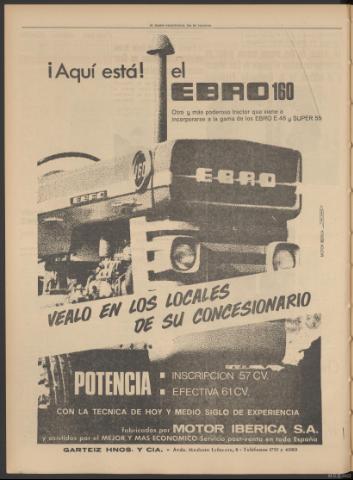 ¡Aquí está! el
EBRO 160
Otro y más poderoso tractor que viene a
incorporarse a la gama de los EBRO E-48 y SUPER 55
160
EBRO
EBRO
VEALO EN LOS LOCALES
DE SU CONCESIONARIO
POTENCIA : INSCRIPCION 57 CV.
EFECTIVA 61 CV.
CON LA TECNICA DE HOY Y MEDIO SIGLO DE EXPERIENCIA
fabricados por MOTOR IBERICA S.A.
y asistidos por el MEJOR Y MAS ECONOMICO Servicio post-venta en toda España
GARTEIZ HNOS. Y CIA.